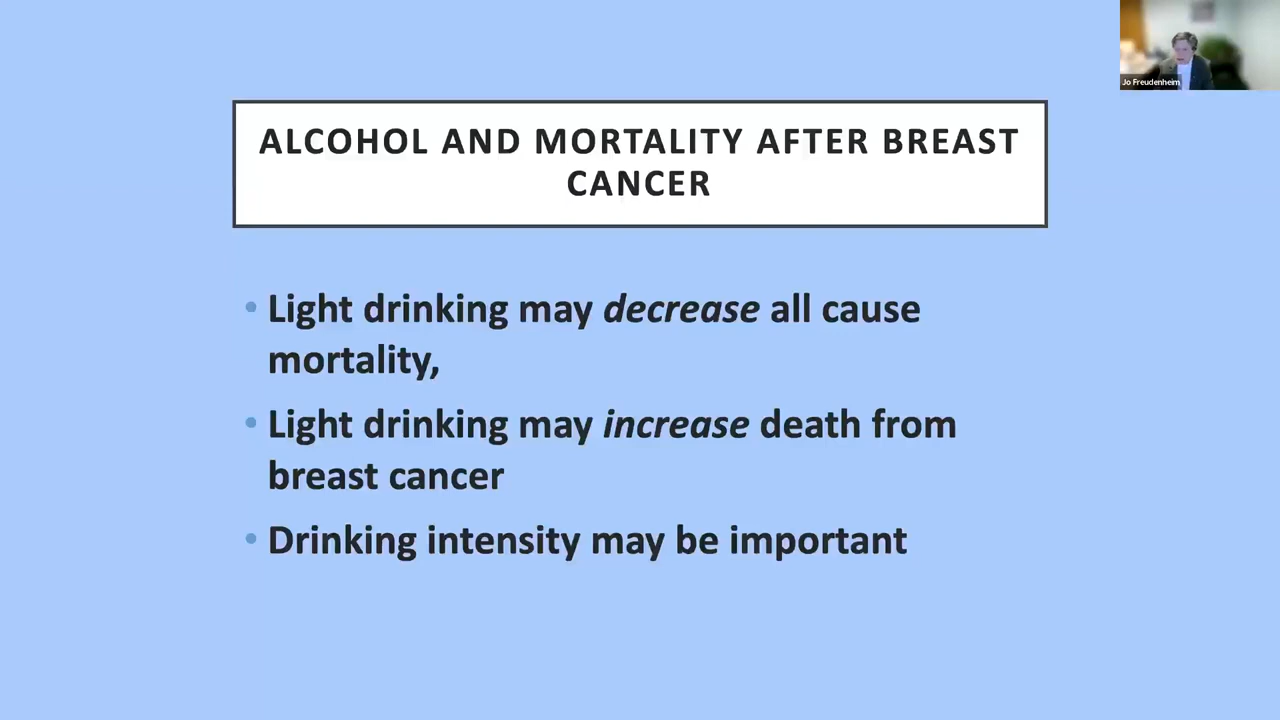 Jo Freudenheim
ALCOHOL AND MORTALITY AFTER BREAST
CANCER
• Light drinking may decrease all cause
mortality,
• Light drinking may increase death from
breast cancer
• Drinking intensity may be important